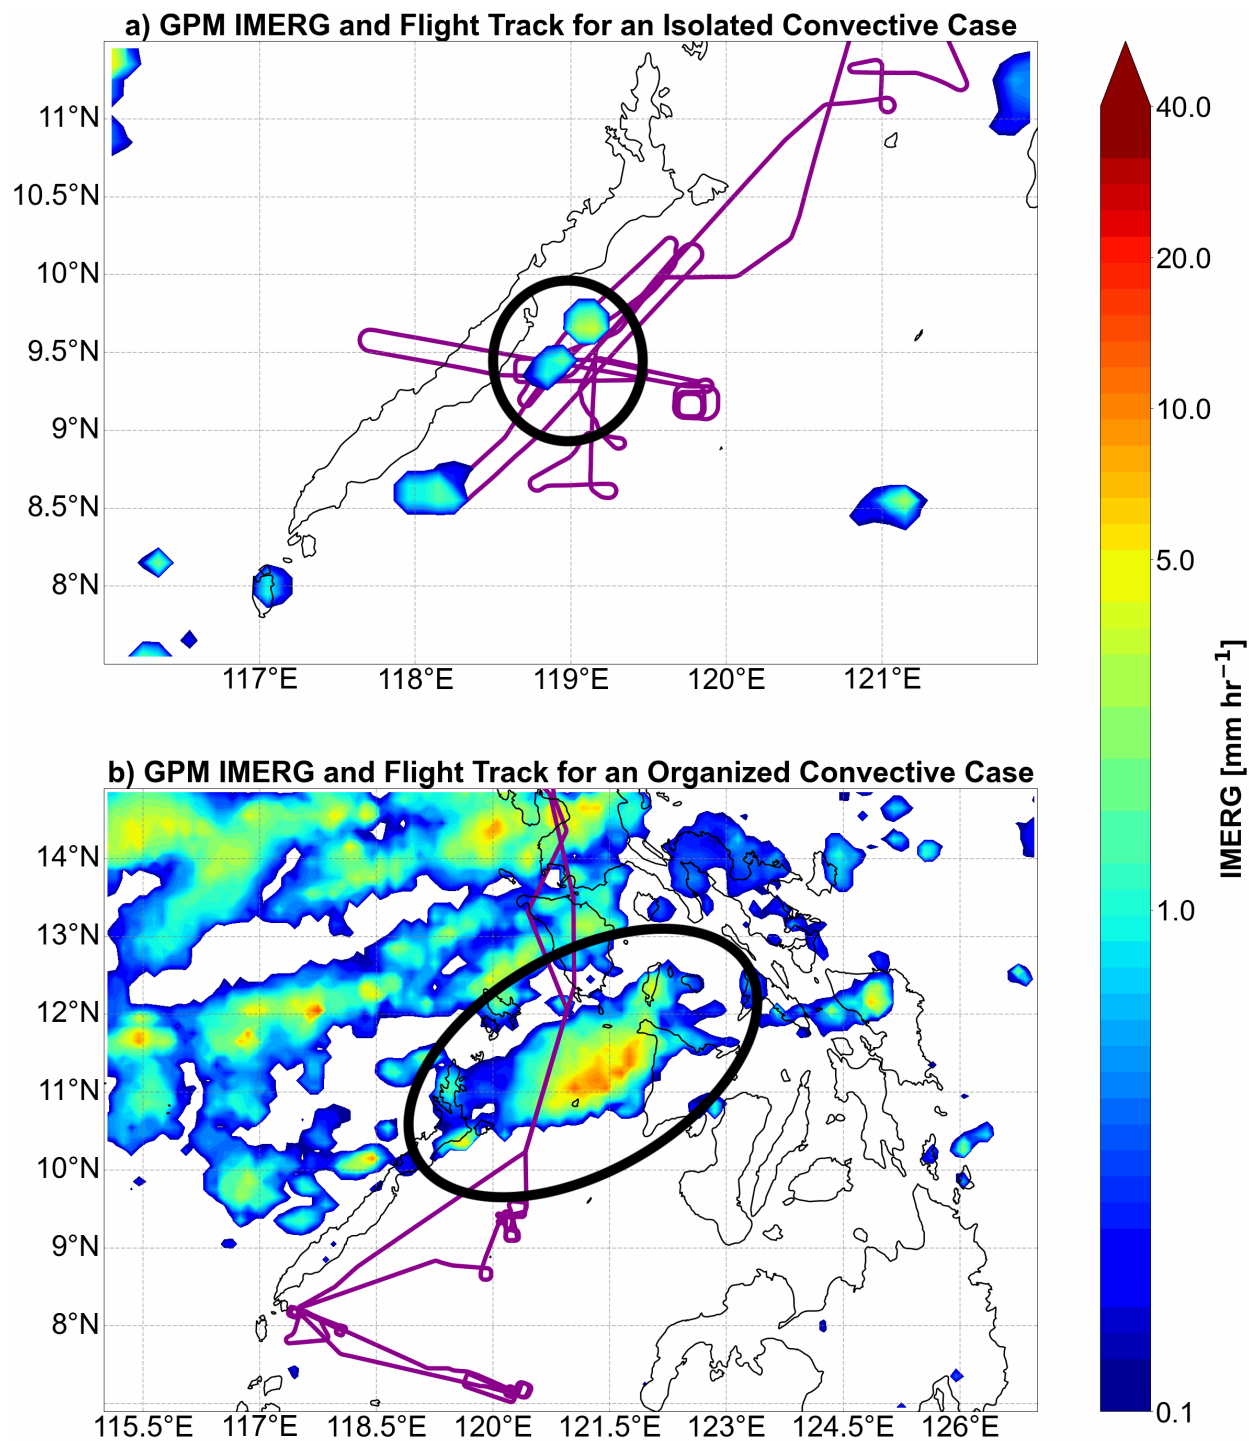 a) GPM IMERG and Flight Track for an Isolated Convective Case
11°N
10.5°N
10°N
9.5°N
9°N
8.5°N
8°N
117°E 118°E 119°E 120°E 121°E
b) GPM IMERG and Flight Track for an Organized Convective Case
14°N
13°N
12°N
11°N
10°N
9°N
8°N
115.5°E 117°E 118.5°E 120°E 121.5°E 123°E 124.5°E 126°E
40.0
20.0
10.0
5.0
1.0
0.1
IMERG [mm hr⁻¹]